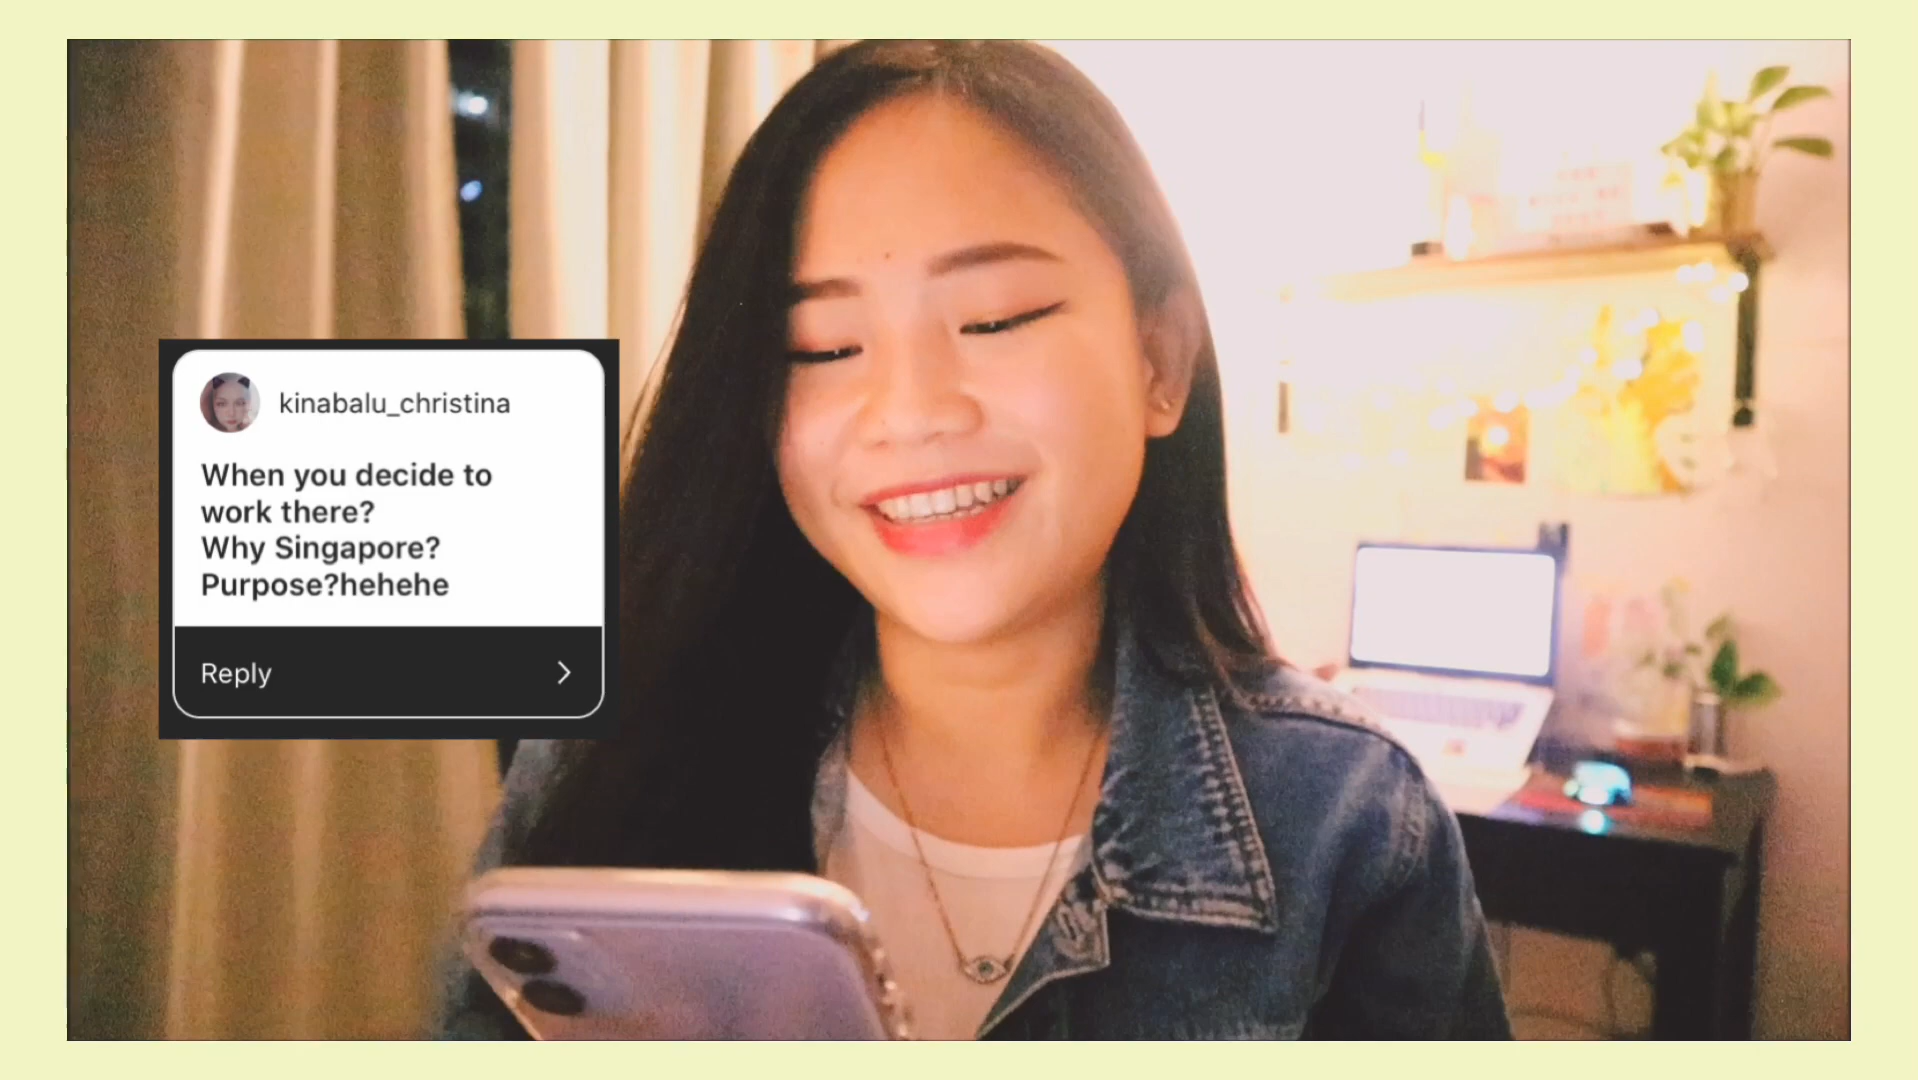 kinabalu_christina
When you decide to
work there?
Why Singapore?
Purpose?hehehe
Reply